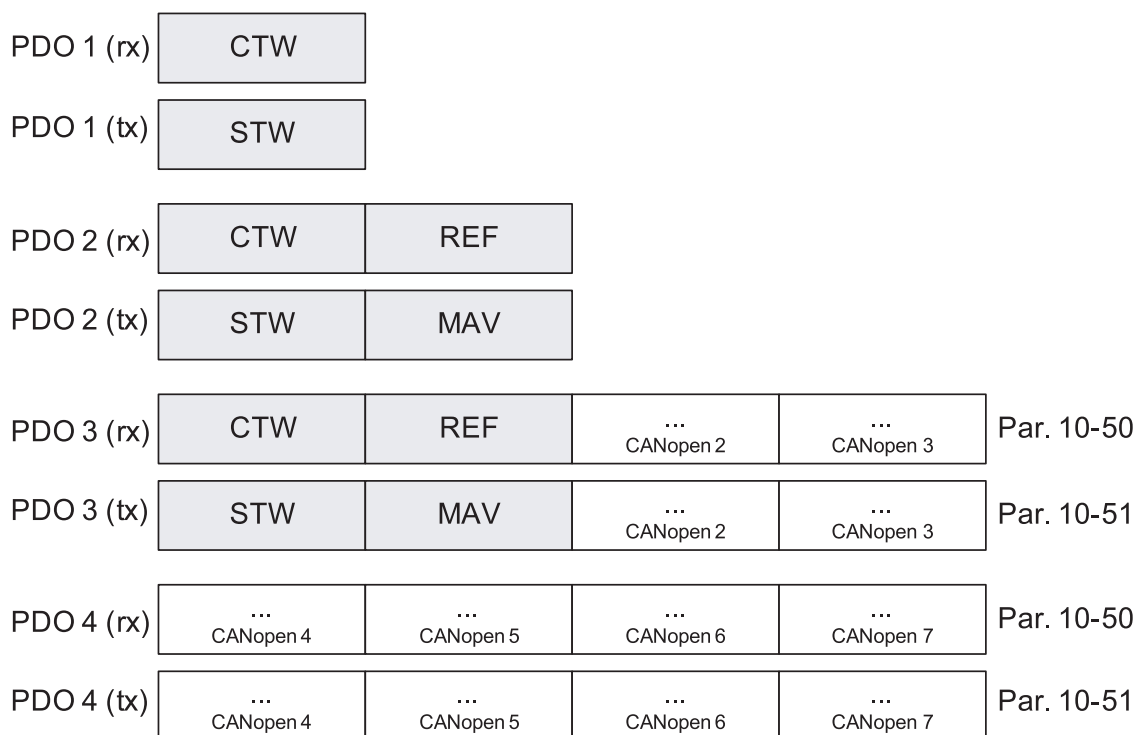 PDO 1 (rx) CTW
PDO 1 (tx) STW
PDO 2 (rx) CTW REF
PDO 2 (tx) STW MAV
PDO 3 (rx) CTW REF ... ... Par. 10-50
CANopen 2 CANopen 3
PDO 3 (tx) STW MAV ... ... Par. 10-51
CANopen 2 CANopen 3
PDO 4 (rx) ... ... ... ... Par. 10-50
CANopen 4 CANopen 5 CANopen 6 CANopen 7
PDO 4 (tx) ... ... ... ... Par. 10-51
CANopen 4 CANopen 5 CANopen 6 CANopen 7